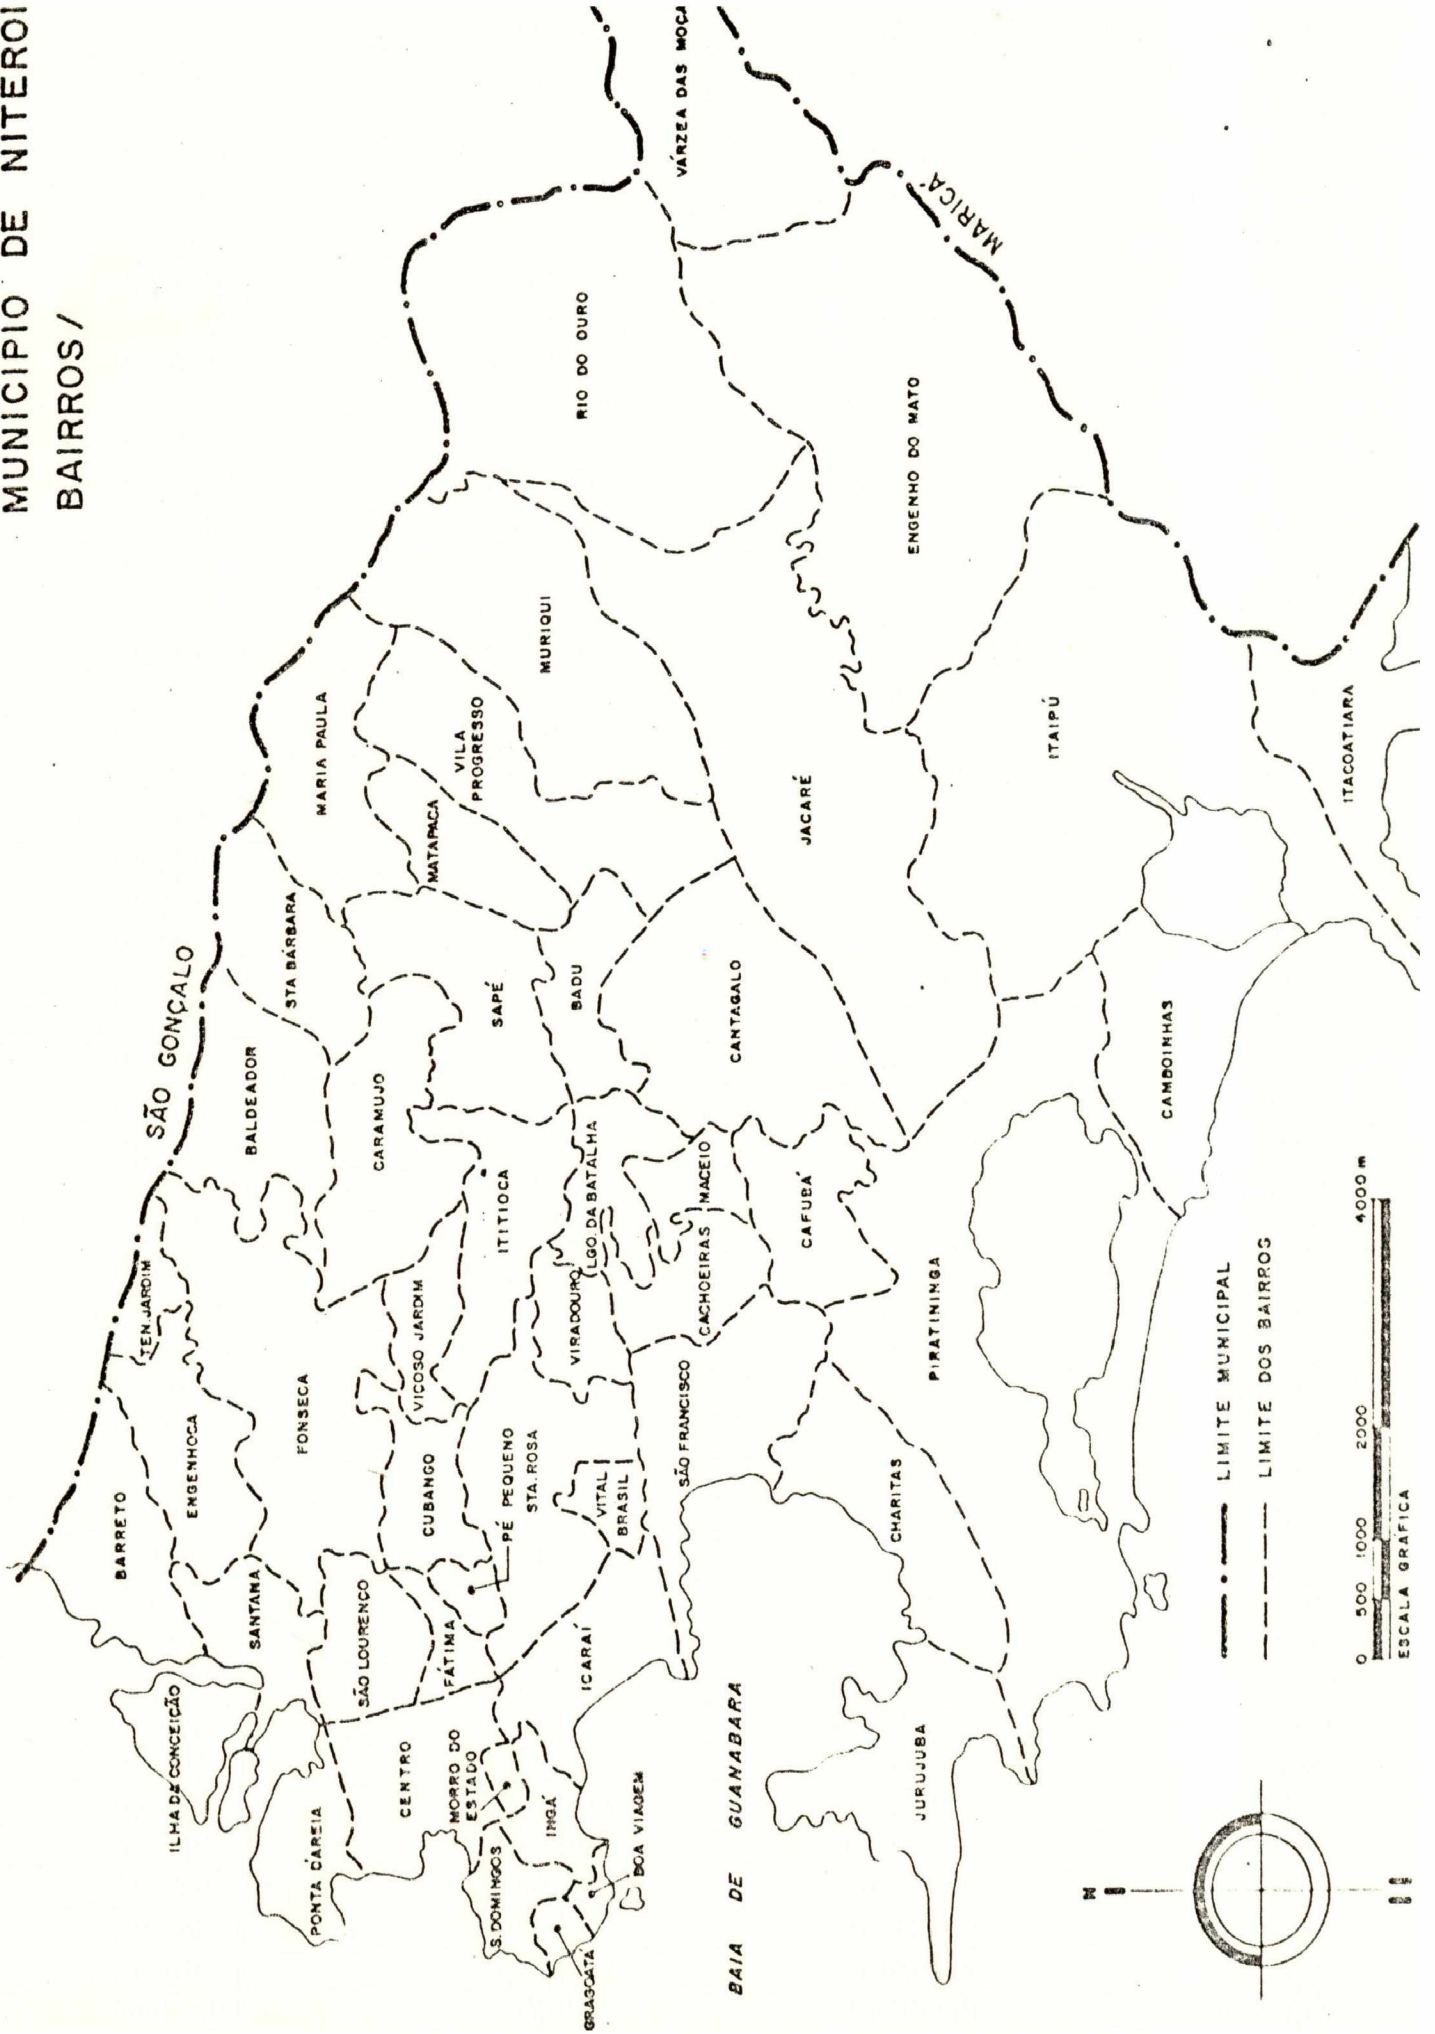 MUNICIPIO DE NITEROI
BAIRROS/
SÃO GONÇALO
MARICÁ
VÁRZEA DAS MOÇA
RIO DO OURO
ENGENHO DO MATO
MURIQUI
MARIA PAULA
VILA
PROGRESSO
MATAPACA
ITAIPÚ
ITACOATIARA
JACARÉ
STA BÁRBARA
SAPÉ
BADU
CANTAGALO
CAMBOINHAS
BALDEADOR
CARAMUJO
ITITIOCA
LGO. DA BATALHA
MACEIO
CAFUBÁ
CACHOEIRAS
PIRATININGA
TEN. JARDIM
VIÇOSO JARDIM
VIRADOURO
FONSECA
ENGENHOCA
BARRETO
CUBANGO
PÉ PEQUENO
STA. ROSA
VITAL
BRASIL
SÃO FRANCISCO
CHARITAS
SANTANA
SÃO LOURENÇO
FÁTIMA
ICARAÍ
ILHA DA CONCEIÇÃO
PONTA D'AREIA
CENTRO
MORRO DO
ESTADO
INGÁ
S. DOMINGOS
GRAGOATÁ
BOA VIAGEM
JURUJUBA
BAIA DE GUANABARA
LIMITE MUNICIPAL
LIMITE DOS BAIRROS
0 500 1000 2000 4000 m
ESCALA GRAFICA
N